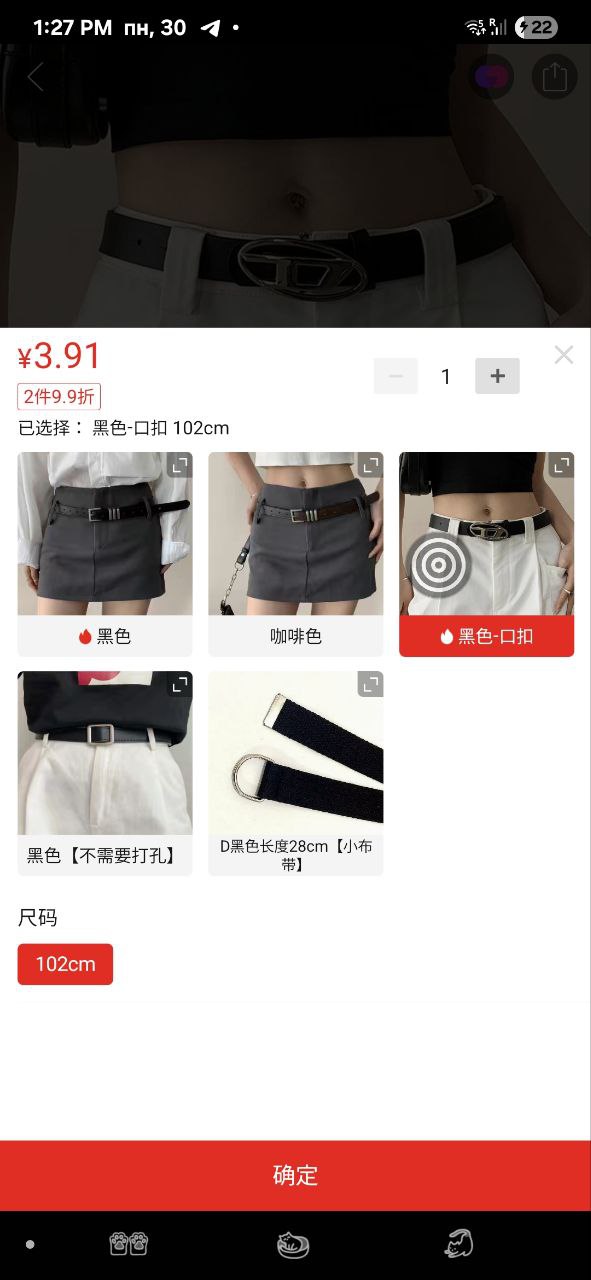 1:27 PM пн, 30
5 R 22
¥3.91
1
2件9.9折
已选择： 黑色-口扣 102cm
黑色
咖啡色
黑色-口扣
黑色【不需要打孔】
D黑色长度28cm【小布
带】
尺码
102cm
确定